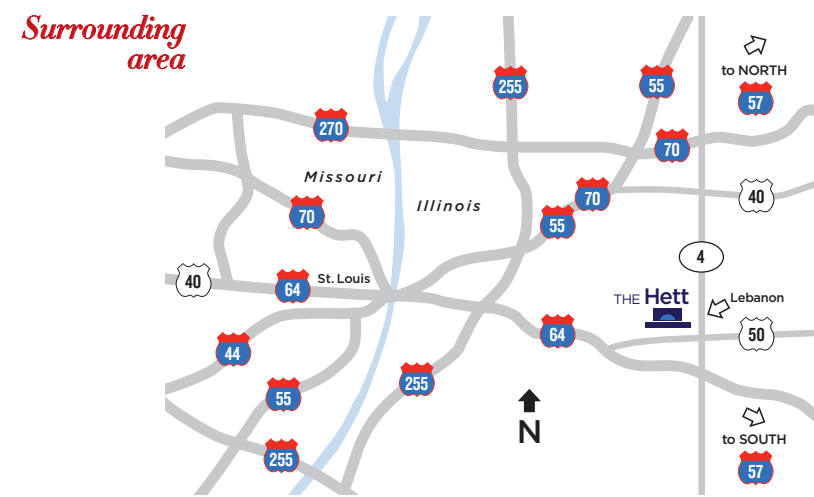 Surrounding
area
to NORTH
57
255
55
270
70
Missouri
70
40
Illinois
70
55
4
40
64
St. Louis
THE Hett
Lebanon
64
50
44
255
55
N
to SOUTH
255
57